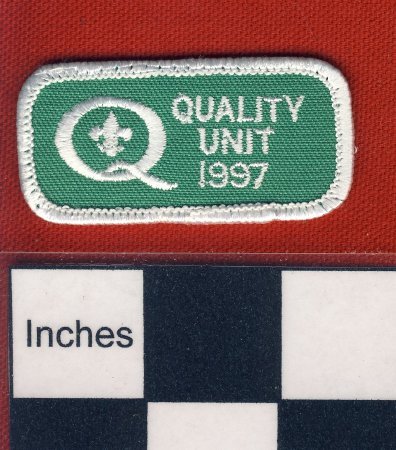 QUALITY
UNIT
1997
Inches